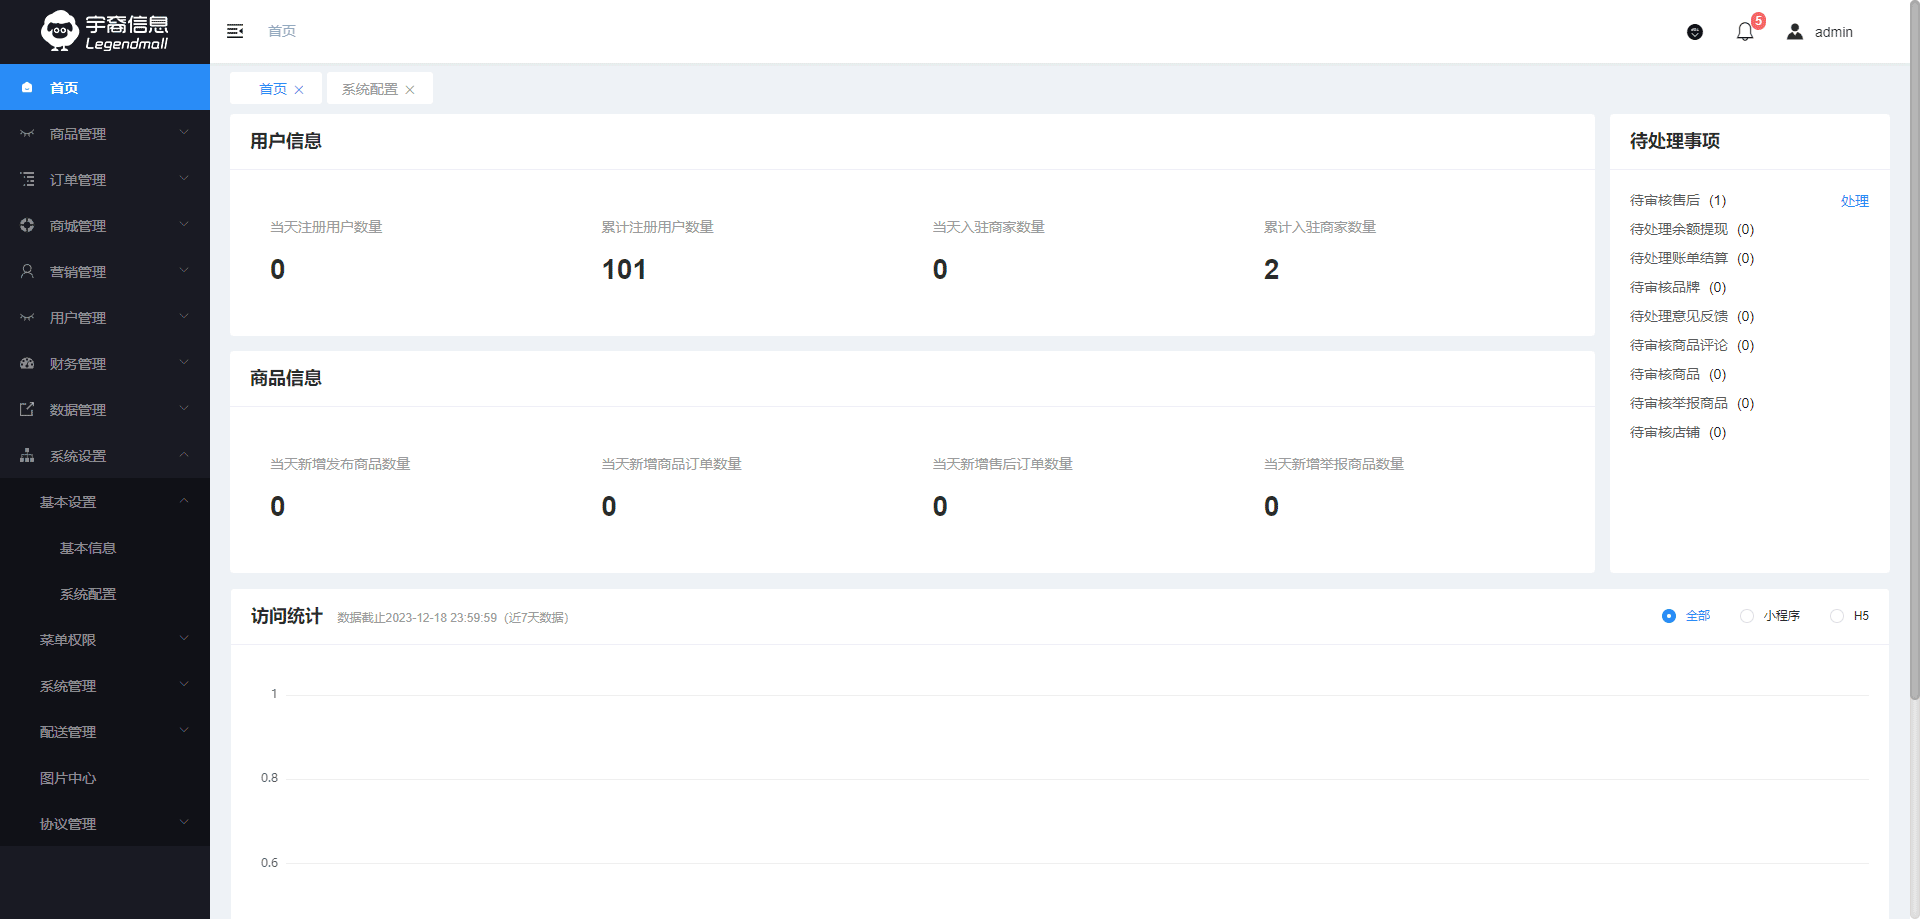 宇裔信息
Legendmall
首页
商品管理
订单管理
商城管理
营销管理
用户管理
财务管理
数据管理
系统设置
基本设置
基本信息
系统配置
菜单权限
系统管理
配送管理
图片中心
协议管理
首页
5
admin
首页
系统配置
用户信息
当天注册用户数量 累计注册用户数量 当天入驻商家数量 累计入驻商家数量
0 101 0 2
商品信息
当天新增发布商品数量 当天新增商品订单数量 当天新增售后订单数量 当天新增举报商品数量
0 0 0 0
待处理事项
待审核售后 (1) 处理
待处理余额提现 (0)
待处理账单结算 (0)
待审核品牌 (0)
待处理意见反馈 (0)
待审核商品评论 (0)
待审核商品 (0)
待审核举报商品 (0)
待审核店铺 (0)
访问统计 数据截止2023-12-18 23:59:59 (近7天数据) 全部 小程序 H5
1
0.8
0.6